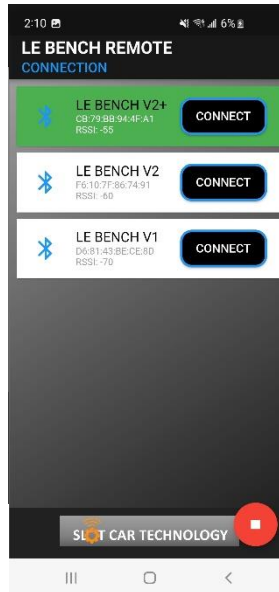 2:10 6%
LE BENCH REMOTE
CONNECTION
LE BENCH V2+
CB:79:BB:94:4F:A1
RSSI: -55
CONNECT
LE BENCH V2
F6:10:7F:86:74:91
RSSI: -60
CONNECT
LE BENCH V1
D6:81:43:BE:CE:8D
RSSI: -70
CONNECT
SLOT CAR TECHNOLOGY